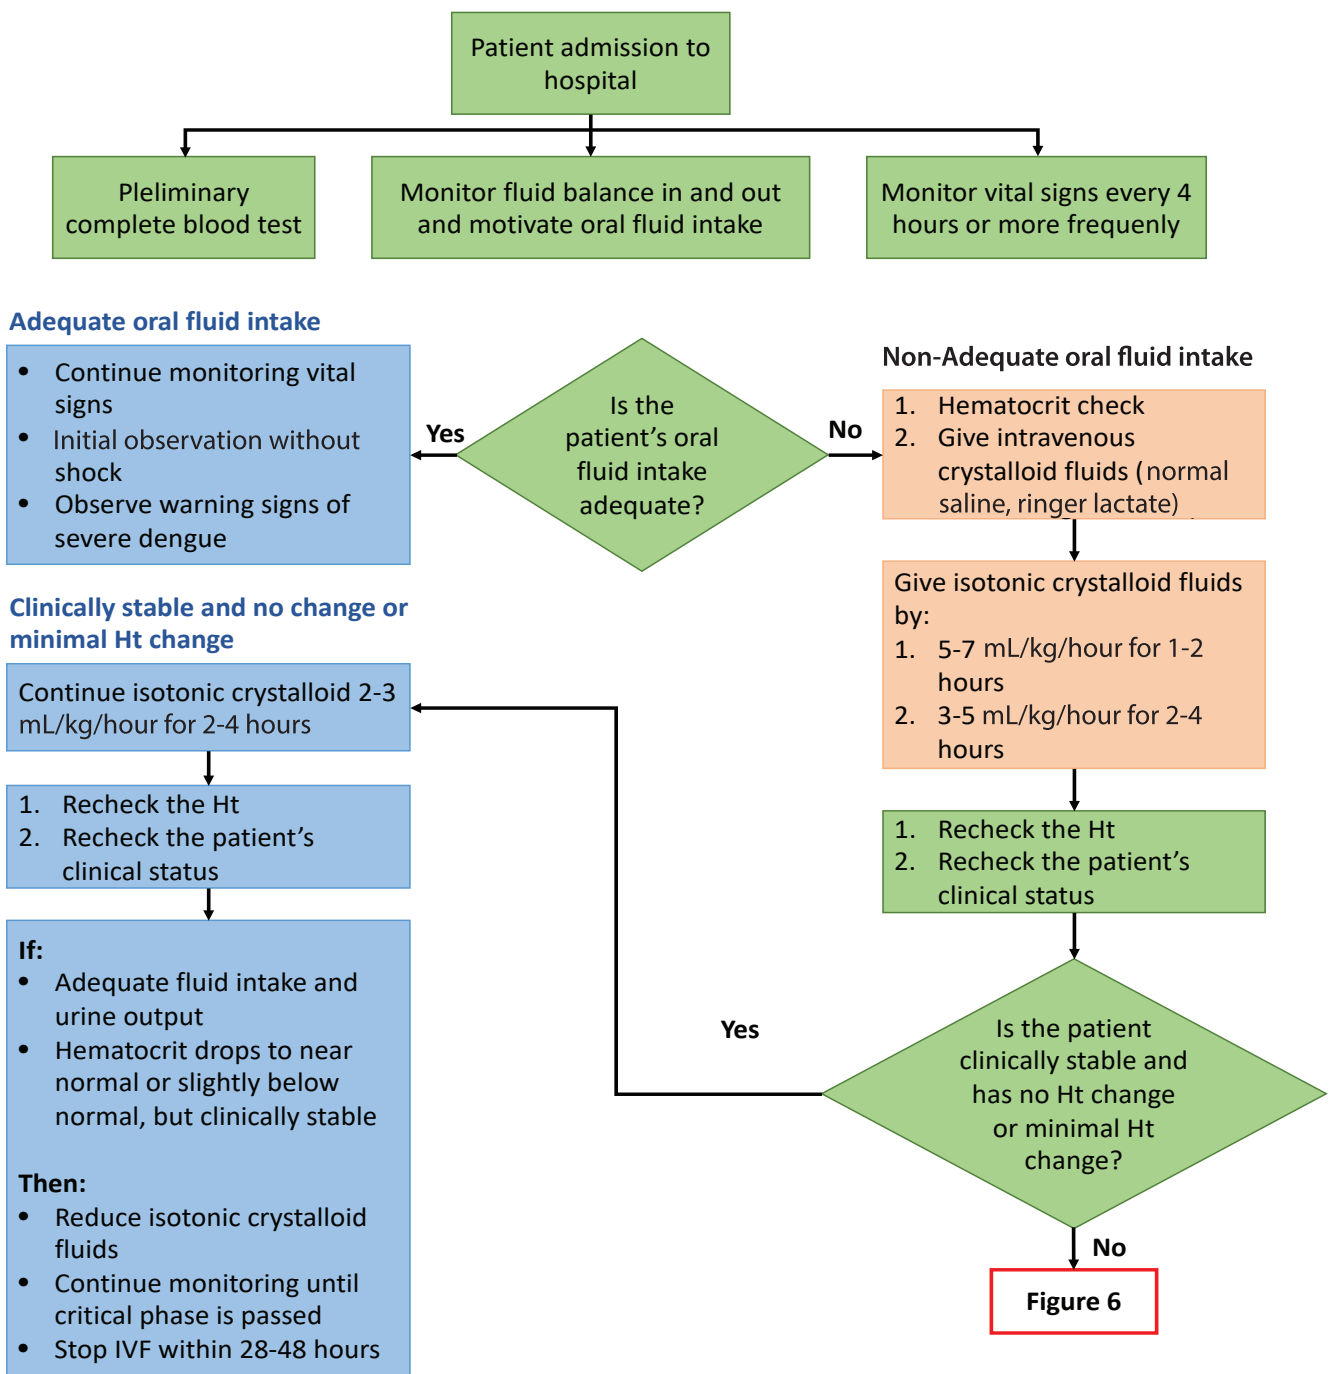 Patient admission to
hospital
Pleliminary
complete blood test
Monitor fluid balance in and out
and motivate oral fluid intake
Monitor vital signs every 4
hours or more frequenly
Adequate oral fluid intake
• Continue monitoring vital
signs
• Initial observation without
shock
• Observe warning signs of
severe dengue
Yes
Is the
patient's oral
fluid intake
adequate?
No
Non-Adequate oral fluid intake
1. Hematocrit check
2. Give intravenous
crystalloid fluids (normal
saline, ringer lactate)
Give isotonic crystalloid fluids
by:
1. 5-7 mL/kg/hour for 1-2
hours
2. 3-5 mL/kg/hour for 2-4
hours
1. Recheck the Ht
2. Recheck the patient's
clinical status
Is the patient
clinically stable and
has no Ht change
or minimal Ht
change?
Yes
No
Figure 6
Clinically stable and no change or
minimal Ht change
Continue isotonic crystalloid 2-3
mL/kg/hour for 2-4 hours
1. Recheck the Ht
2. Recheck the patient's
clinical status
If:
• Adequate fluid intake and
urine output
• Hematocrit drops to near
normal or slightly below
normal, but clinically stable
Then:
• Reduce isotonic crystalloid
fluids
• Continue monitoring until
critical phase is passed
• Stop IVF within 28-48 hours